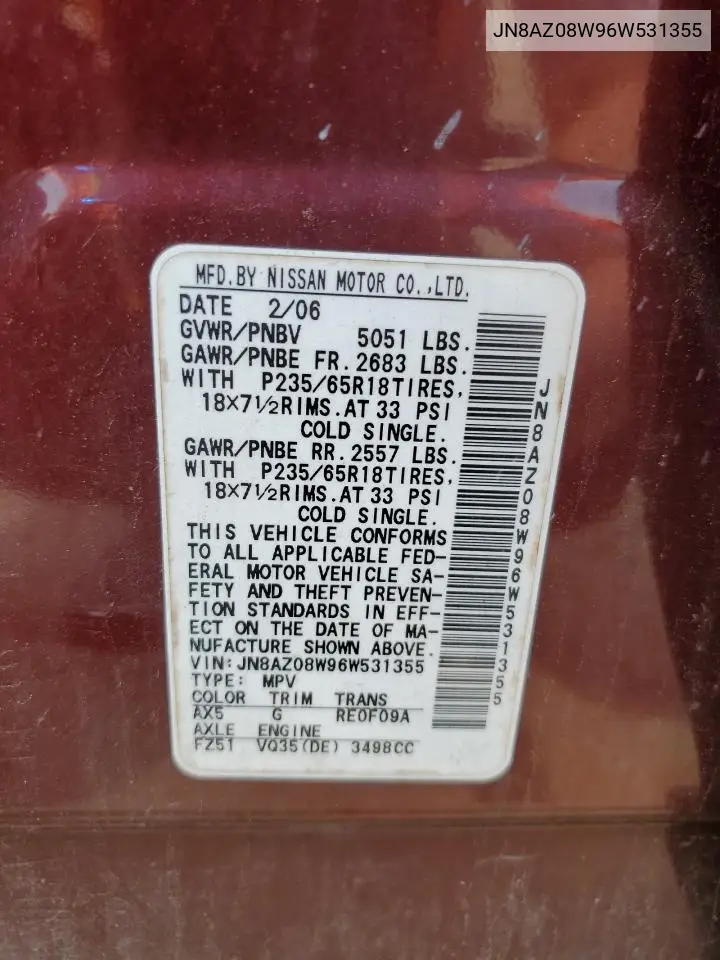 JN8AZ08W96W531355
MFD.BY NISSAN MOTOR CO.,LTD.
DATE 2/06
GVWR/PNBV 5051 LBS.
GAWR/PNBE FR.2683 LBS.
WITH P235/65R18TIRES,
18×7½RIMS.AT 33 PSI
COLD SINGLE.
GAWR/PNBE RR.2557 LBS.
WITH P235/65R18TIRES,
18×7½RIMS.AT 33 PSI
COLD SINGLE.
THIS VEHICLE CONFORMS
TO ALL APPLICABLE FED-
ERAL MOTOR VEHICLE SA-
FETY AND THEFT PREVEN-
TION STANDARDS IN EFF-
ECT ON THE DATE OF MA-
NUFACTURE SHOWN ABOVE.
VIN:JN8AZ08W96W531355
TYPE: MPV
COLOR TRIM TRANS
AX5 G RE0F09A
AXLE ENGINE
FZ51 VQ35(DE) 3498CC
JN8AZ08W96W531355